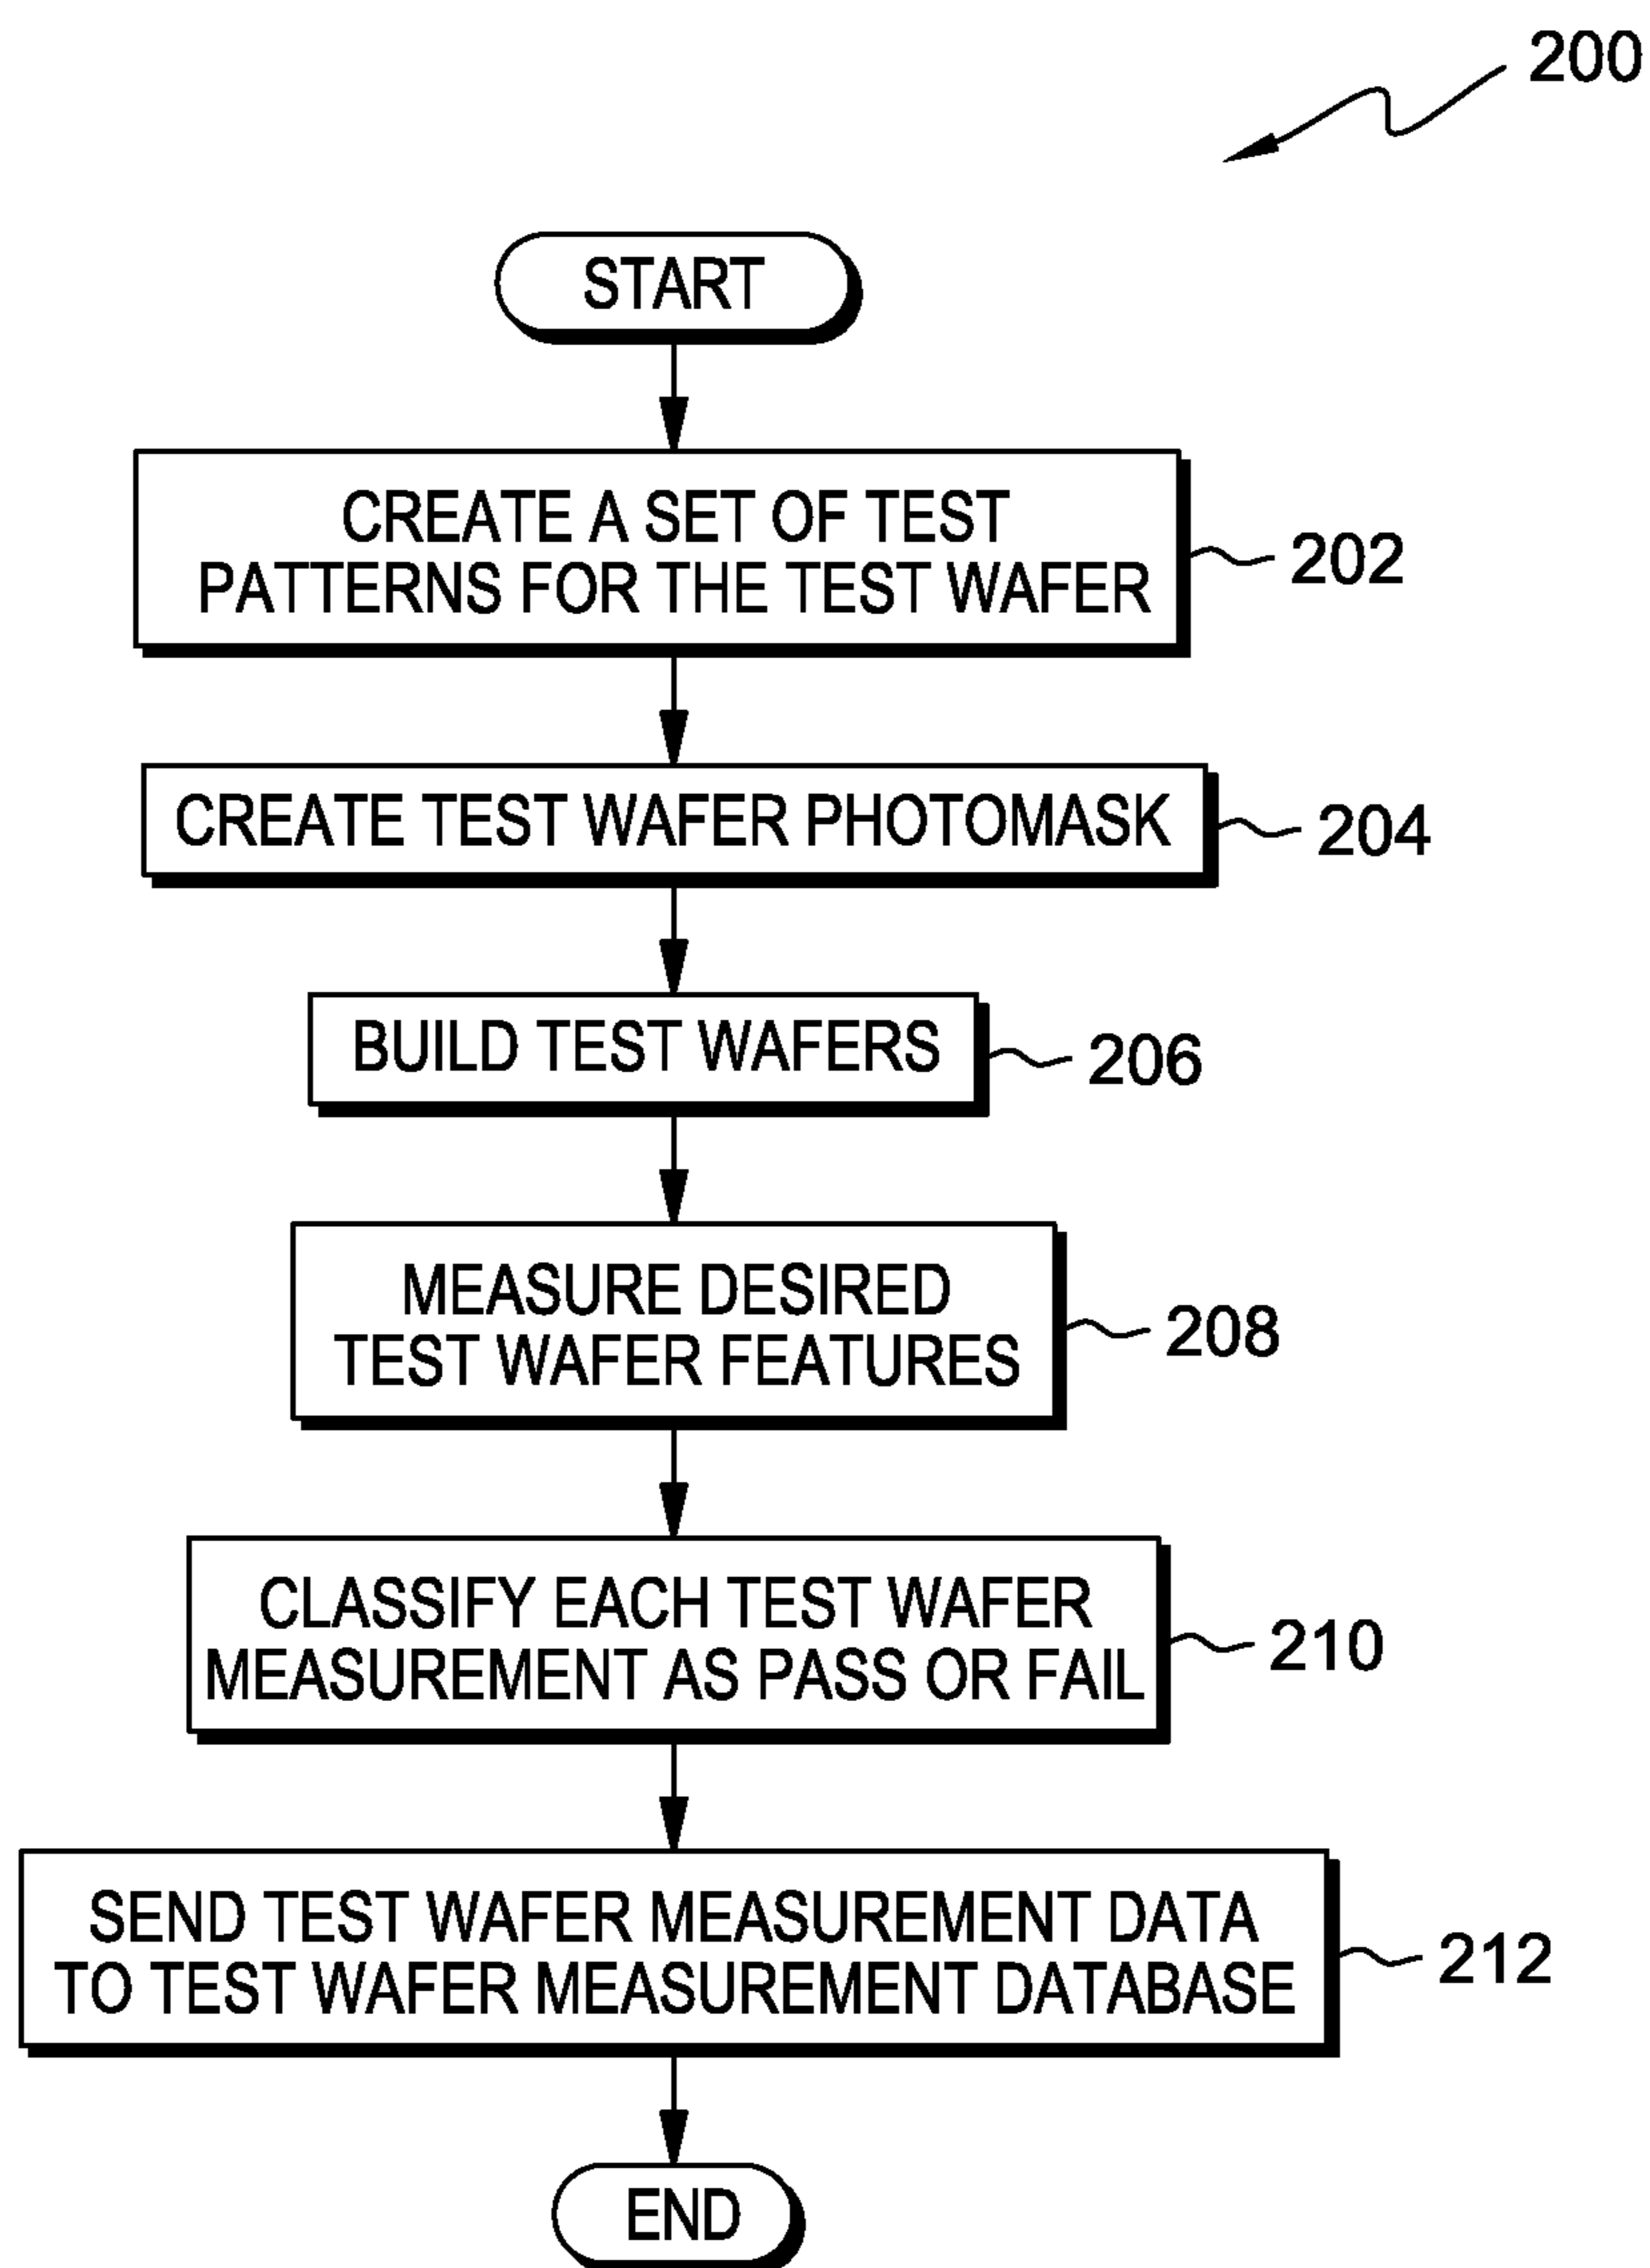 200
START
CREATE A SET OF TEST
PATTERNS FOR THE TEST WAFER
202
CREATE TEST WAFER PHOTOMASK
204
BUILD TEST WAFERS
206
MEASURE DESIRED
TEST WAFER FEATURES
208
CLASSIFY EACH TEST WAFER
MEASUREMENT AS PASS OR FAIL
210
SEND TEST WAFER MEASUREMENT DATA
TO TEST WAFER MEASUREMENT DATABASE
212
END